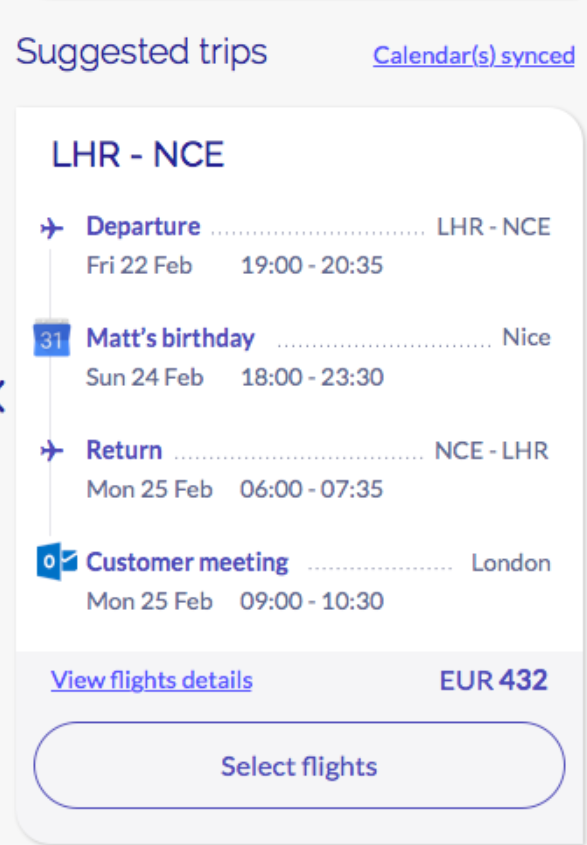 Suggested trips Calendar(s) synced
LHR - NCE
Departure LHR - NCE
Fri 22 Feb 19:00 - 20:35
31 Matt's birthday Nice
Sun 24 Feb 18:00 - 23:30
Return NCE - LHR
Mon 25 Feb 06:00 - 07:35
Customer meeting London
Mon 25 Feb 09:00 - 10:30
View flights details EUR 432
Select flights